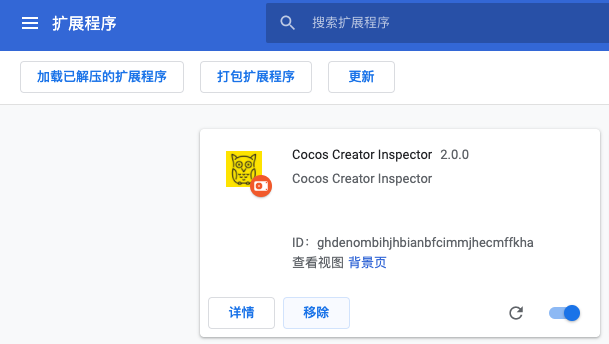 扩展程序
搜索扩展程序
加载已解压的扩展程序 打包扩展程序 更新
Cocos Creator Inspector 2.0.0
Cocos Creator Inspector
ID：ghdenombihjhbianbfcimmjhecmffkha
查看视图 背景页
详情 移除